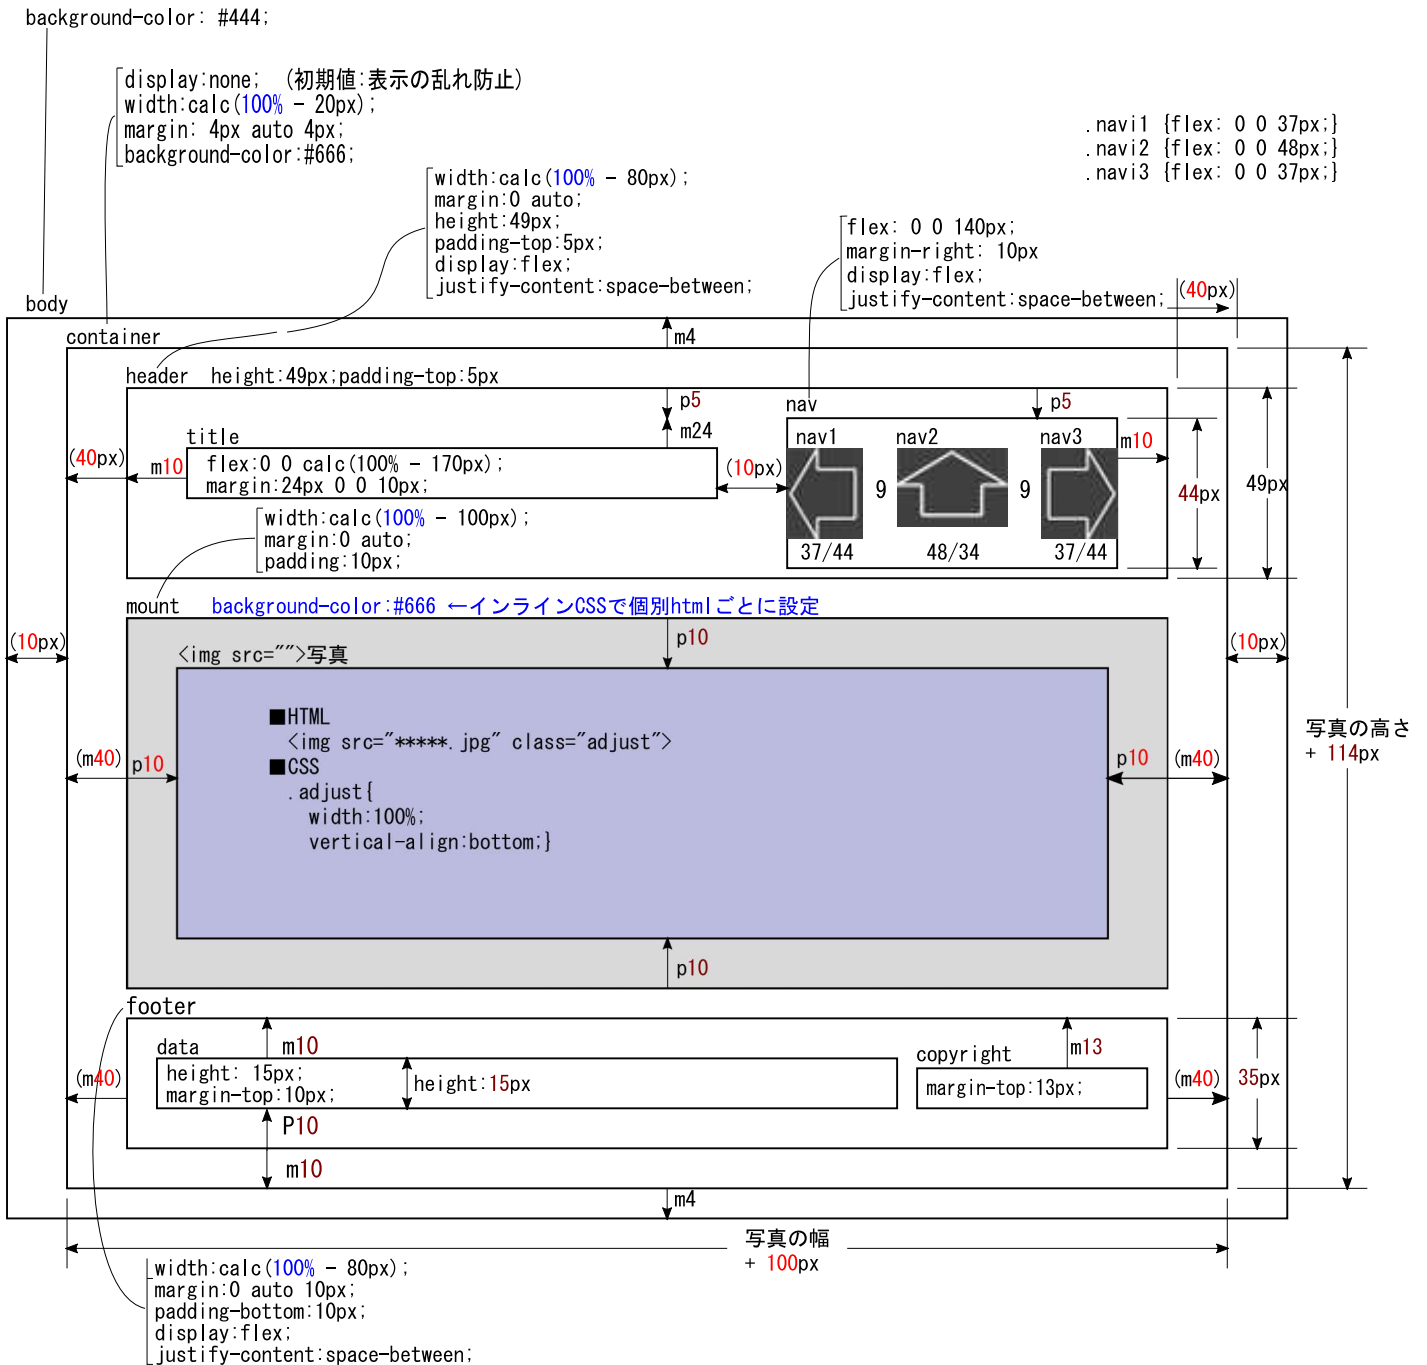 background-color: #444;
display:none; （初期値:表示の乱れ防止）
width:calc(100% - 20px);
margin: 4px auto 4px;
background-color:#666;
.navi1 {flex: 0 0 37px;}
.navi2 {flex: 0 0 48px;}
.navi3 {flex: 0 0 37px;}
width:calc(100% - 80px);
margin:0 auto;
height:49px;
padding-top:5px;
display:flex;
justify-content:space-between;
flex: 0 0 140px;
margin-right: 10px
display:flex;
justify-content:space-between;
(40px)
body
container
m4
header height:49px;padding-top:5px
p5
nav
p5
title
m24
nav1
nav2
nav3
m10
(40px)
m10
flex:0 0 calc(100% - 170px);
margin:24px 0 0 10px;
(10px)
9
9
44px
49px
37/44
48/34
37/44
width:calc(100% - 100px);
margin:0 auto;
padding:10px;
mount background-color:#666 ←インラインCSSで個別htmlごとに設定
(10px)
p10
(10px)
<img src="">写真
■HTML
<img src="*****.jpg" class="adjust">
■CSS
.adjust{
width:100%;
vertical-align:bottom;}
(m40)
p10
p10
(m40)
写真の高さ
+ 114px
p10
footer
data
m10
copyright
m13
(m40)
height: 15px;
margin-top:10px;
height:15px
margin-top:13px;
(m40)
35px
P10
m10
m4
写真の幅
+ 100px
width:calc(100% - 80px);
margin:0 auto 10px;
padding-bottom:10px;
display:flex;
justify-content:space-between;